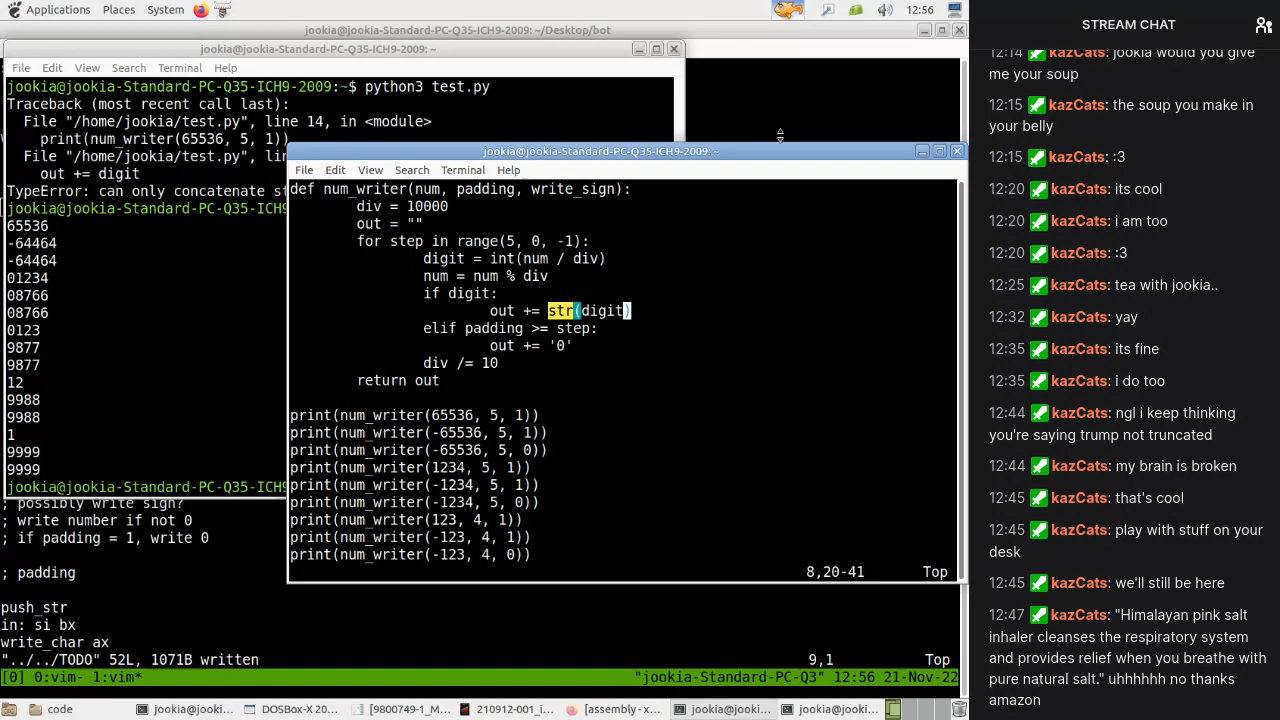 Applications Places System 12:56
jookia@jookia-Standard-PC-Q35-ICH9-2009: ~/Desktop/bot
jookia@jookia-Standard-PC-Q35-ICH9-2009: ~
File Edit View Search Terminal Help
jookia@jookia-Standard-PC-Q35-ICH9-2009:~$ python3 test.py
Traceback (most recent call last):
  File "/home/jookia/test.py", line 14, in <module>
    print(num_writer(65536, 5, 1))
  File "/home/jookia/test.py", li
    out += digit
TypeError: can only concatenate st
jookia@jookia-Standard-PC-Q35-ICH9
65536
-64464
-64464
01234
08766
08766
0123
9877
9877
12
9988
9988
1
9999
9999
jookia@jookia-Standard-PC-Q35-ICH9
jookia@jookia-Standard-PC-Q35-ICH9-2009: ~
File Edit View Search Terminal Help
def num_writer(num, padding, write_sign):
        div = 10000
        out = ""
        for step in range(5, 0, -1):
                digit = int(num / div)
                num = num % div
                if digit:
                        out += str(digit)
                elif padding >= step:
                        out += '0'
                div /= 10
        return out
print(num_writer(65536, 5, 1))
print(num_writer(-65536, 5, 1))
print(num_writer(-65536, 5, 0))
print(num_writer(1234, 5, 1))
print(num_writer(-1234, 5, 1))
print(num_writer(-1234, 5, 0))
print(num_writer(123, 4, 1))
print(num_writer(-123, 4, 1))
print(num_writer(-123, 4, 0))
8,20-41 Top
; possibly write sign?
; write number if not 0
; if padding = 1, write 0
; padding
push_str
in: si bx
write_char ax
"../../TODO" 52L, 1071B written 9,1 Top
[0] 0:vim- 1:vim* "jookia-Standard-PC-Q3" 12:56 21-Nov-22
code jookia@jooki... DOSBox-X 20... [9800749-1_M... 210912-001_i... [assembly - x... jookia@jooki... jookia@jooki...
STREAM CHAT
12:14 kazCats: jookia would you give
me your soup
12:15 kazCats: the soup you make in
your belly
12:15 kazCats: :3
12:20 kazCats: its cool
12:20 kazCats: i am too
12:20 kazCats: :3
12:25 kazCats: tea with jookia..
12:32 kazCats: yay
12:35 kazCats: its fine
12:35 kazCats: i do too
12:44 kazCats: ngl i keep thinking
you're saying trump not truncated
12:44 kazCats: my brain is broken
12:45 kazCats: that's cool
12:45 kazCats: play with stuff on your
desk
12:45 kazCats: we'll still be here
12:47 kazCats: "Himalayan pink salt
inhaler cleanses the respiratory system
and provides relief when you breathe with
pure natural salt." uhhhhhh no thanks
amazon